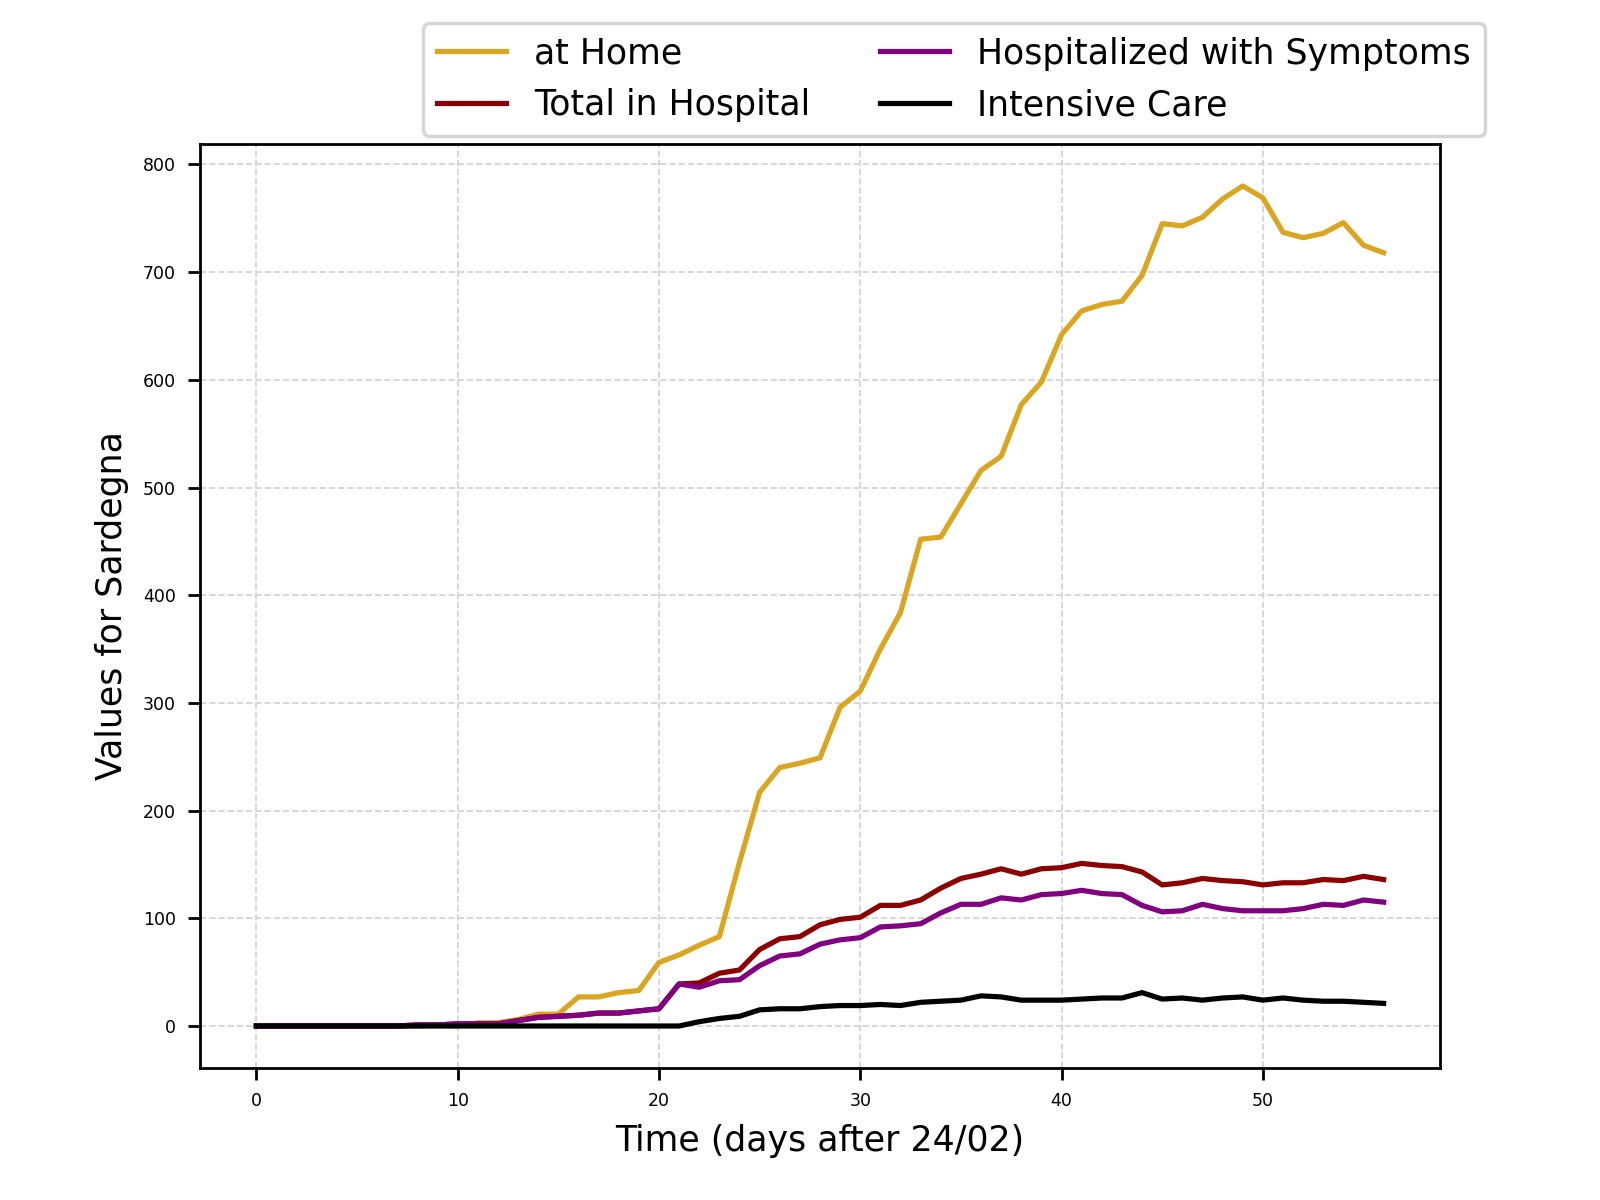 at Home
Total in Hospital
Hospitalized with Symptoms
Intensive Care
800
700
600
500
400
300
200
100
0
Values for Sardegna
0 10 20 30 40 50
Time (days after 24/02)